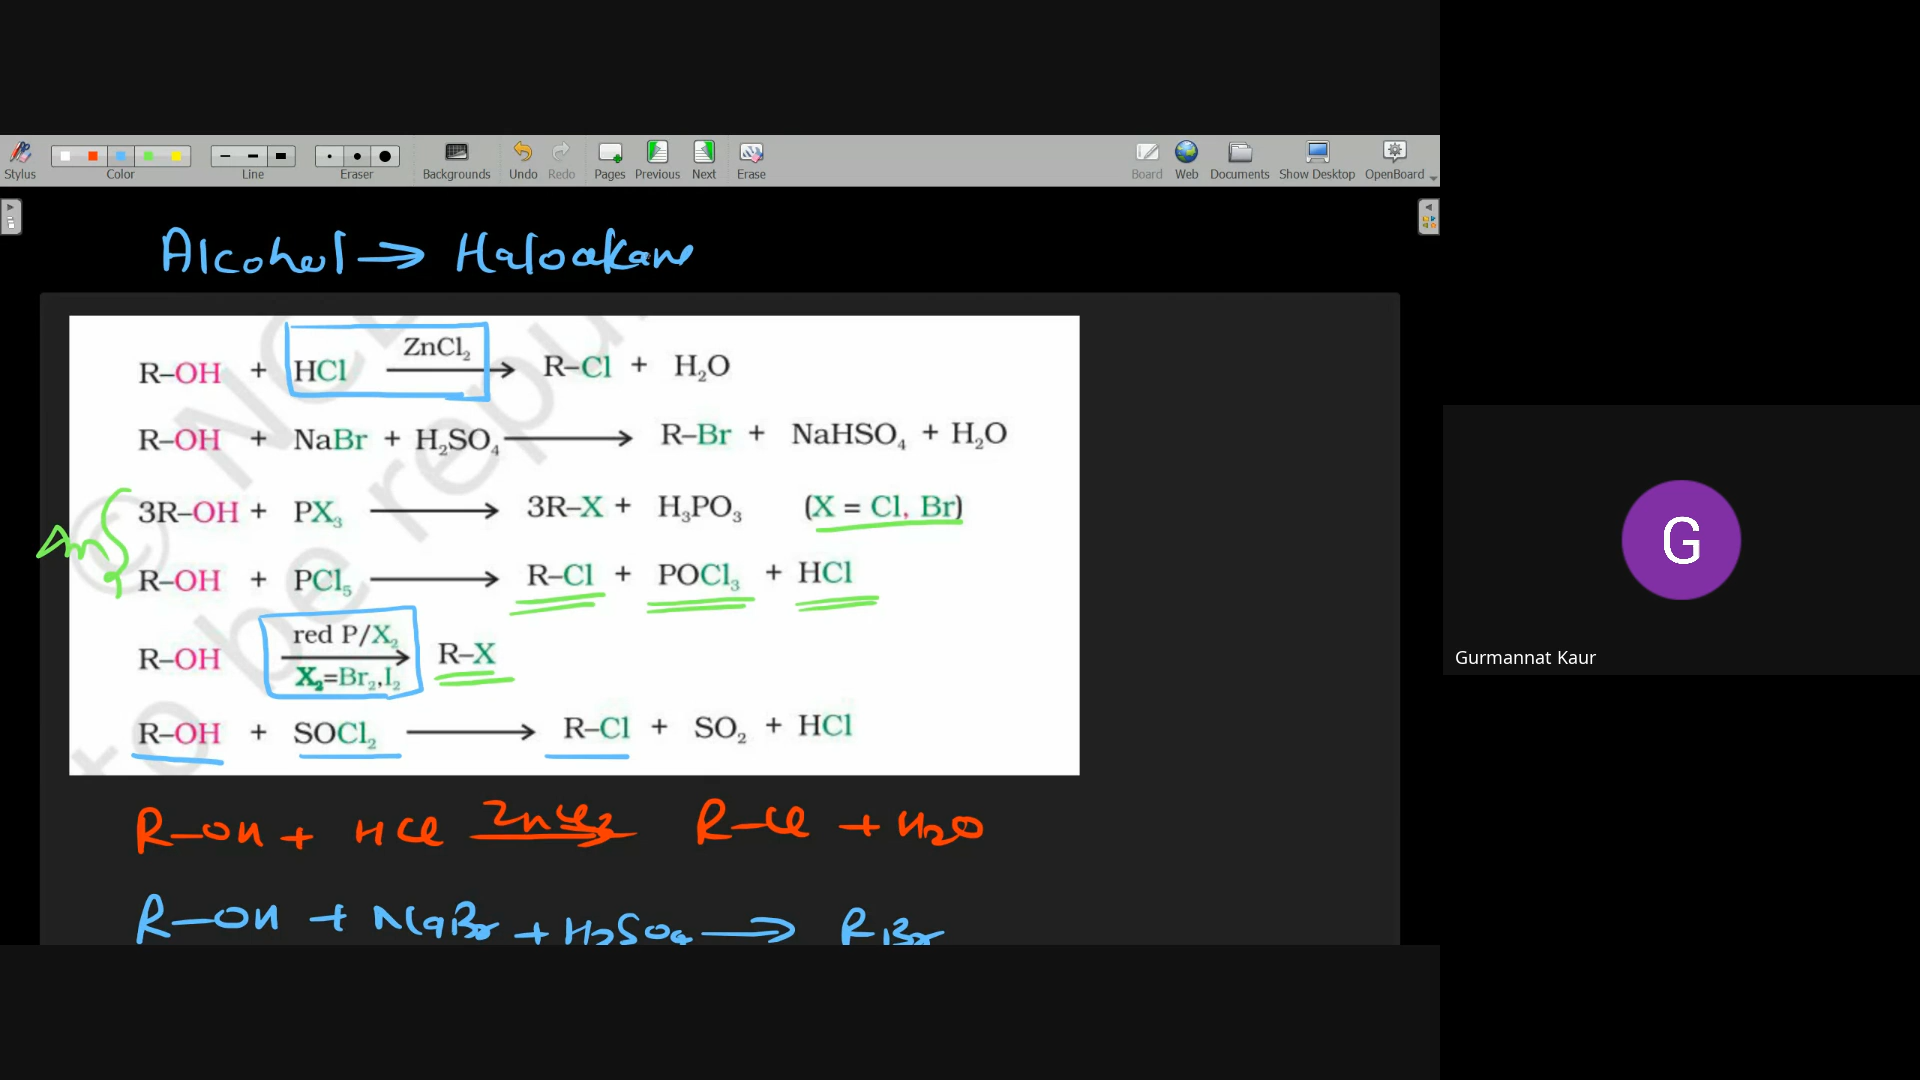 Stylus Color Line Eraser Backgrounds Undo Redo Pages Previous Next Erase Board Web Documents Show Desktop OpenBoard
Alcohol → Haloakane
R–OH + HCl ZnCl₂ → R–Cl + H₂O
R–OH + NaBr + H₂SO₄ → R–Br + NaHSO₄ + H₂O
3R–OH + PX₃ → 3R–X + H₃PO₃ (X = Cl, Br)
R–OH + PCl₅ → R–Cl + POCl₃ + HCl
R–OH red P/X₂ → X₂=Br₂,I₂ R–X
R–OH + SOCl₂ → R–Cl + SO₂ + HCl
R–OH + HCl ZnCl₂ → R–Cl + H₂O
R–OH + NaBr + H₂SO₄ → RBr
G
Gurmannat Kaur